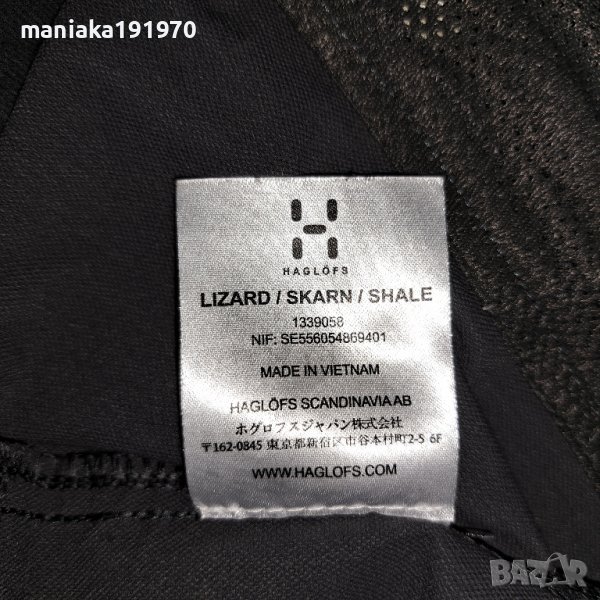 maniaka191970
HAGLÖFS
LIZARD / SKARN / SHALE
1339058
NIF: SE556054869401
MADE IN VIETNAM
HAGLÖFS SCANDINAVIA AB
ホグロフスジャパン株式会社
〒162-0845 東京都新宿区市谷本村町2-5 6F
WWW.HAGLOFS.COM
BAZAR